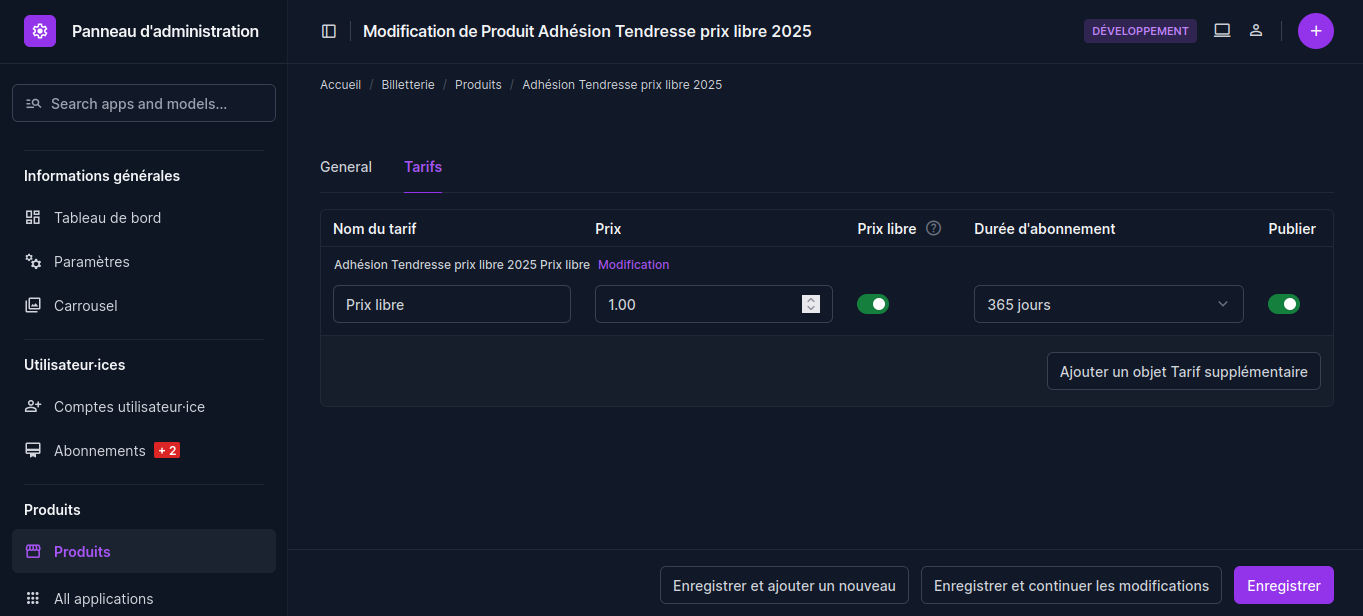 Panneau d'administration
Modification de Produit Adhésion Tendresse prix libre 2025
DÉVELOPPEMENT
Search apps and models...
Accueil / Billetterie / Produits / Adhésion Tendresse prix libre 2025
Informations générales
Tableau de bord
Paramètres
Carrousel
Utilisateur·ices
Comptes utilisateur·ice
Abonnements + 2
Produits
Produits
All applications
General Tarifs
Nom du tarif Prix Prix libre ? Durée d'abonnement Publier
Adhésion Tendresse prix libre 2025 Prix libre Modification
Prix libre 1.00 365 jours
Ajouter un objet Tarif supplémentaire
Enregistrer et ajouter un nouveau Enregistrer et continuer les modifications Enregistrer